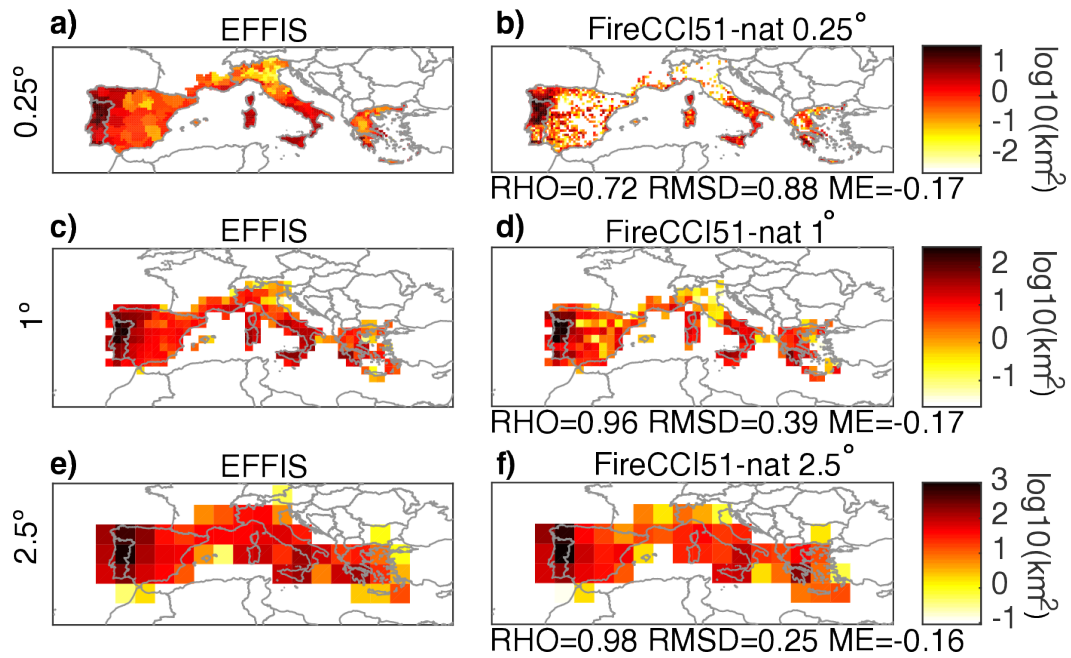 a) EFFIS
b) FireCCI51-nat 0.25°
0.25º
1
0
-1
-2
log10(km²)
RHO=0.72 RMSD=0.88 ME=-0.17
c) EFFIS
d) FireCCI51-nat 1°
1º
2
1
0
-1
log10(km²)
RHO=0.96 RMSD=0.39 ME=-0.17
e) EFFIS
f) FireCCI51-nat 2.5°
2.5º
3
2
1
0
-1
log10(km²)
RHO=0.98 RMSD=0.25 ME=-0.16